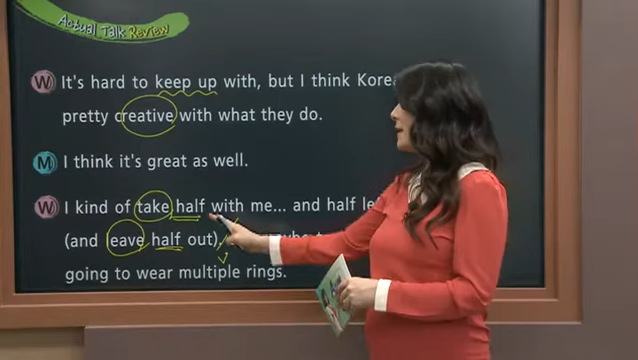 Actual Talk Review
W It's hard to keep up with, but I think Korea
pretty creative with what they do.
M I think it's great as well.
W I kind of take half with me... and half le
(and leave half out)
going to wear multiple rings.